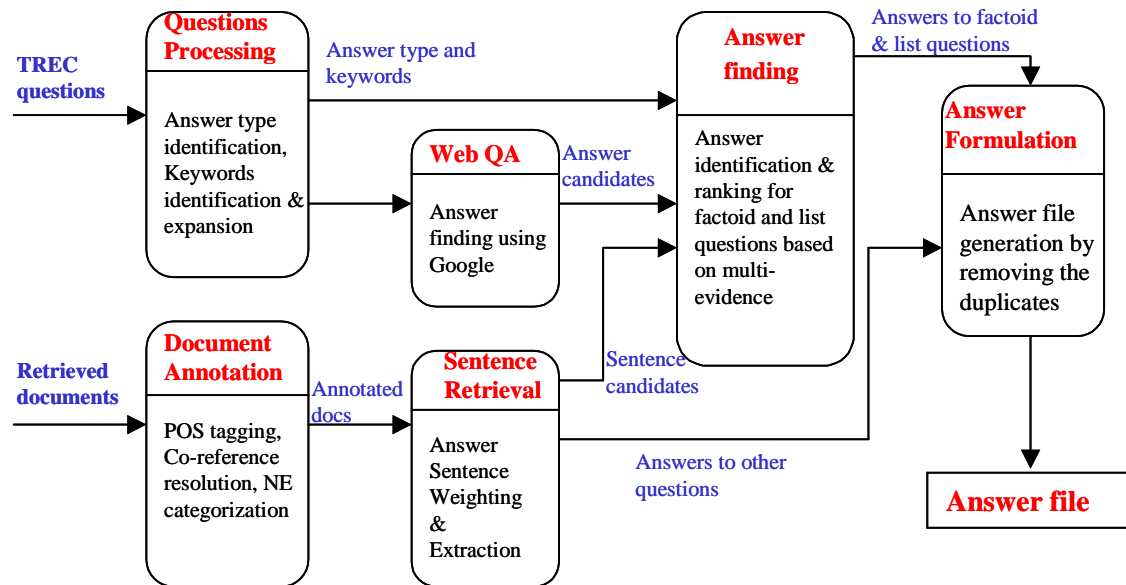 TREC
questions
Questions
Processing
Answer type
identification,
Keywords
identification &
expansion
Answer type and
keywords
Web QA
Answer
finding using
Google
Answer
candidates
Answer
finding
Answer
identification &
ranking for
factoid and list
questions based
on multi-
evidence
Answers to factoid
& list questions
Answer
Formulation
Answer file
generation by
removing the
duplicates
Retrieved
documents
Document
Annotation
POS tagging,
Co-reference
resolution, NE
categorization
Annotated
docs
Sentence
Retrieval
Answer
Sentence
Weighting
&
Extraction
Sentence
candidates
Answers to other
questions
Answer file